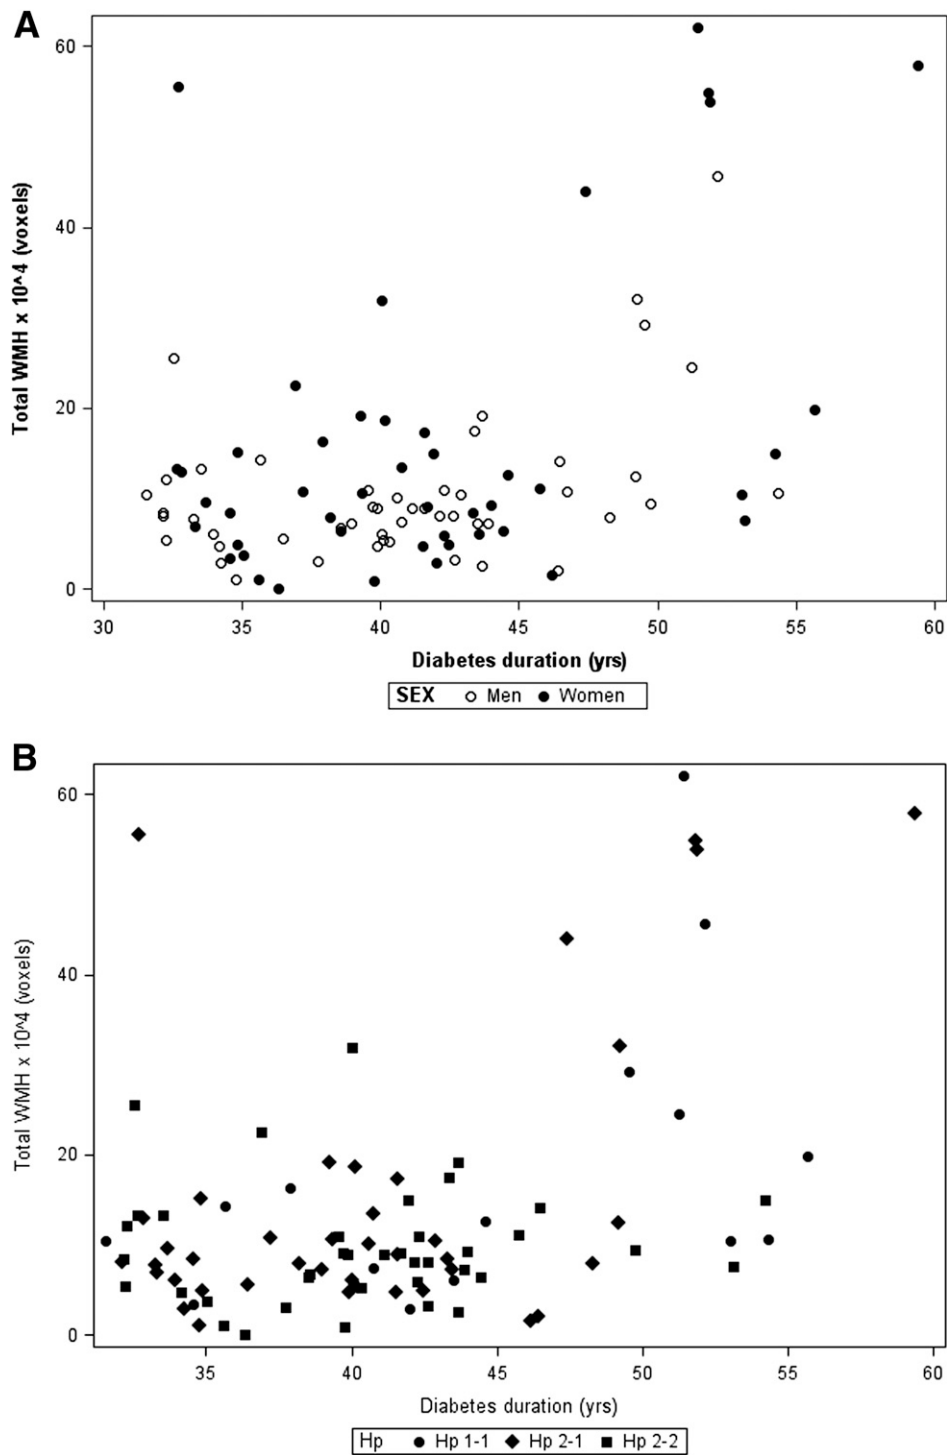 A
60
40
20
0
Total WMH x 10^4 (voxels)
30 35 40 45 50 55 60
Diabetes duration (yrs)
SEX Men Women
B
60
40
20
0
Total WMH x 10^4 (voxels)
35 40 45 50 55 60
Diabetes duration (yrs)
Hp Hp 1-1 Hp 2-1 Hp 2-2